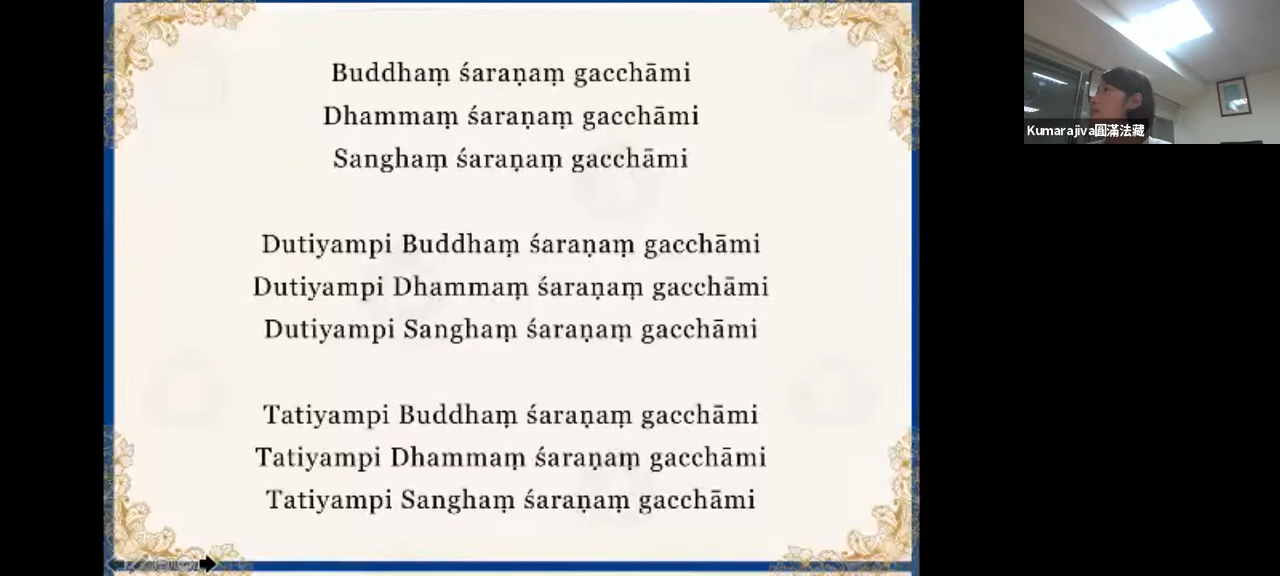 Buddhaṃ śaraṇaṃ gacchāmi
Dhammaṃ śaraṇaṃ gacchāmi
Sanghaṃ śaraṇaṃ gacchāmi
Dutiyampi Buddhaṃ śaraṇaṃ gacchāmi
Dutiyampi Dhammaṃ śaraṇaṃ gacchāmi
Dutiyampi Sanghaṃ śaraṇaṃ gacchāmi
Tatiyampi Buddhaṃ śaraṇaṃ gacchāmi
Tatiyampi Dhammaṃ śaraṇaṃ gacchāmi
Tatiyampi Sanghaṃ śaraṇaṃ gacchāmi
Kumarajiva圓滿法藏